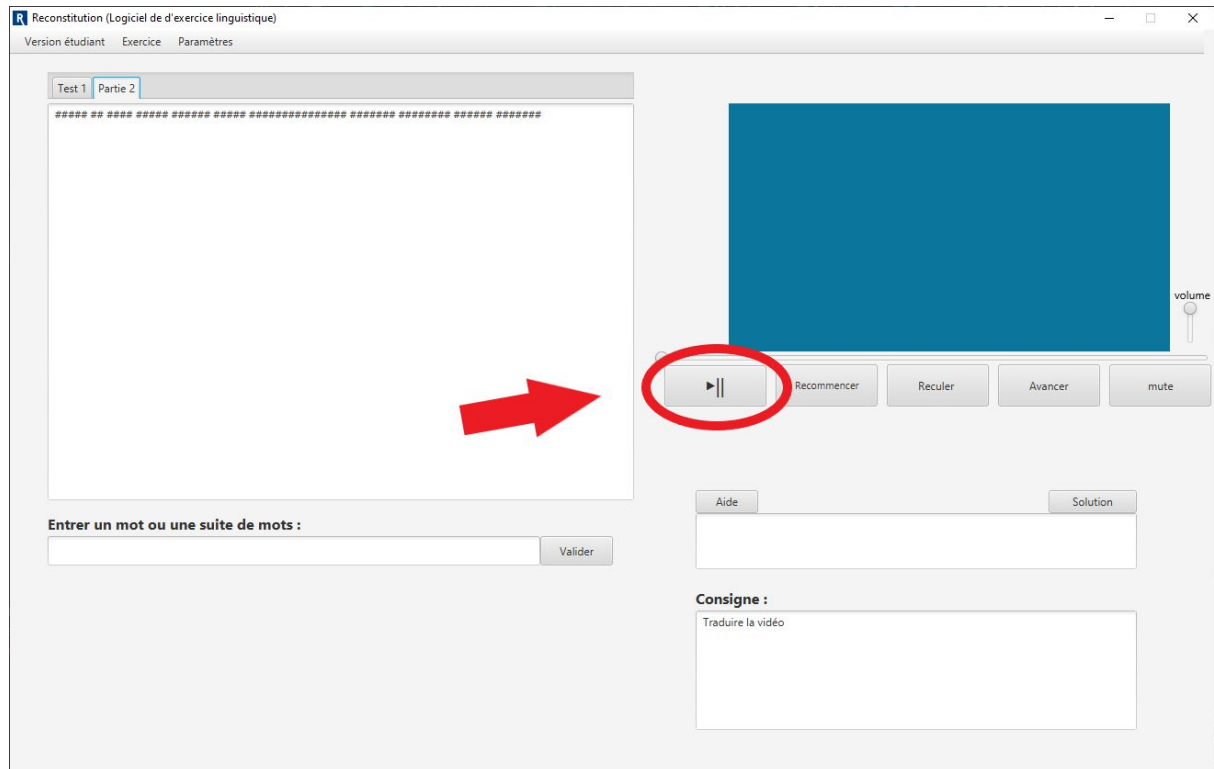 R Reconstitution (Logiciel de d'exercice linguistique)
Version étudiant Exercice Paramètres
Test 1 Partie 2
##### ## #### ##### ###### ##### ############### ####### ######## ###### #######
volume
Recommencer Reculer Avancer mute
Aide Solution
Entrer un mot ou une suite de mots :
Valider
Consigne :
Traduire la vidéo